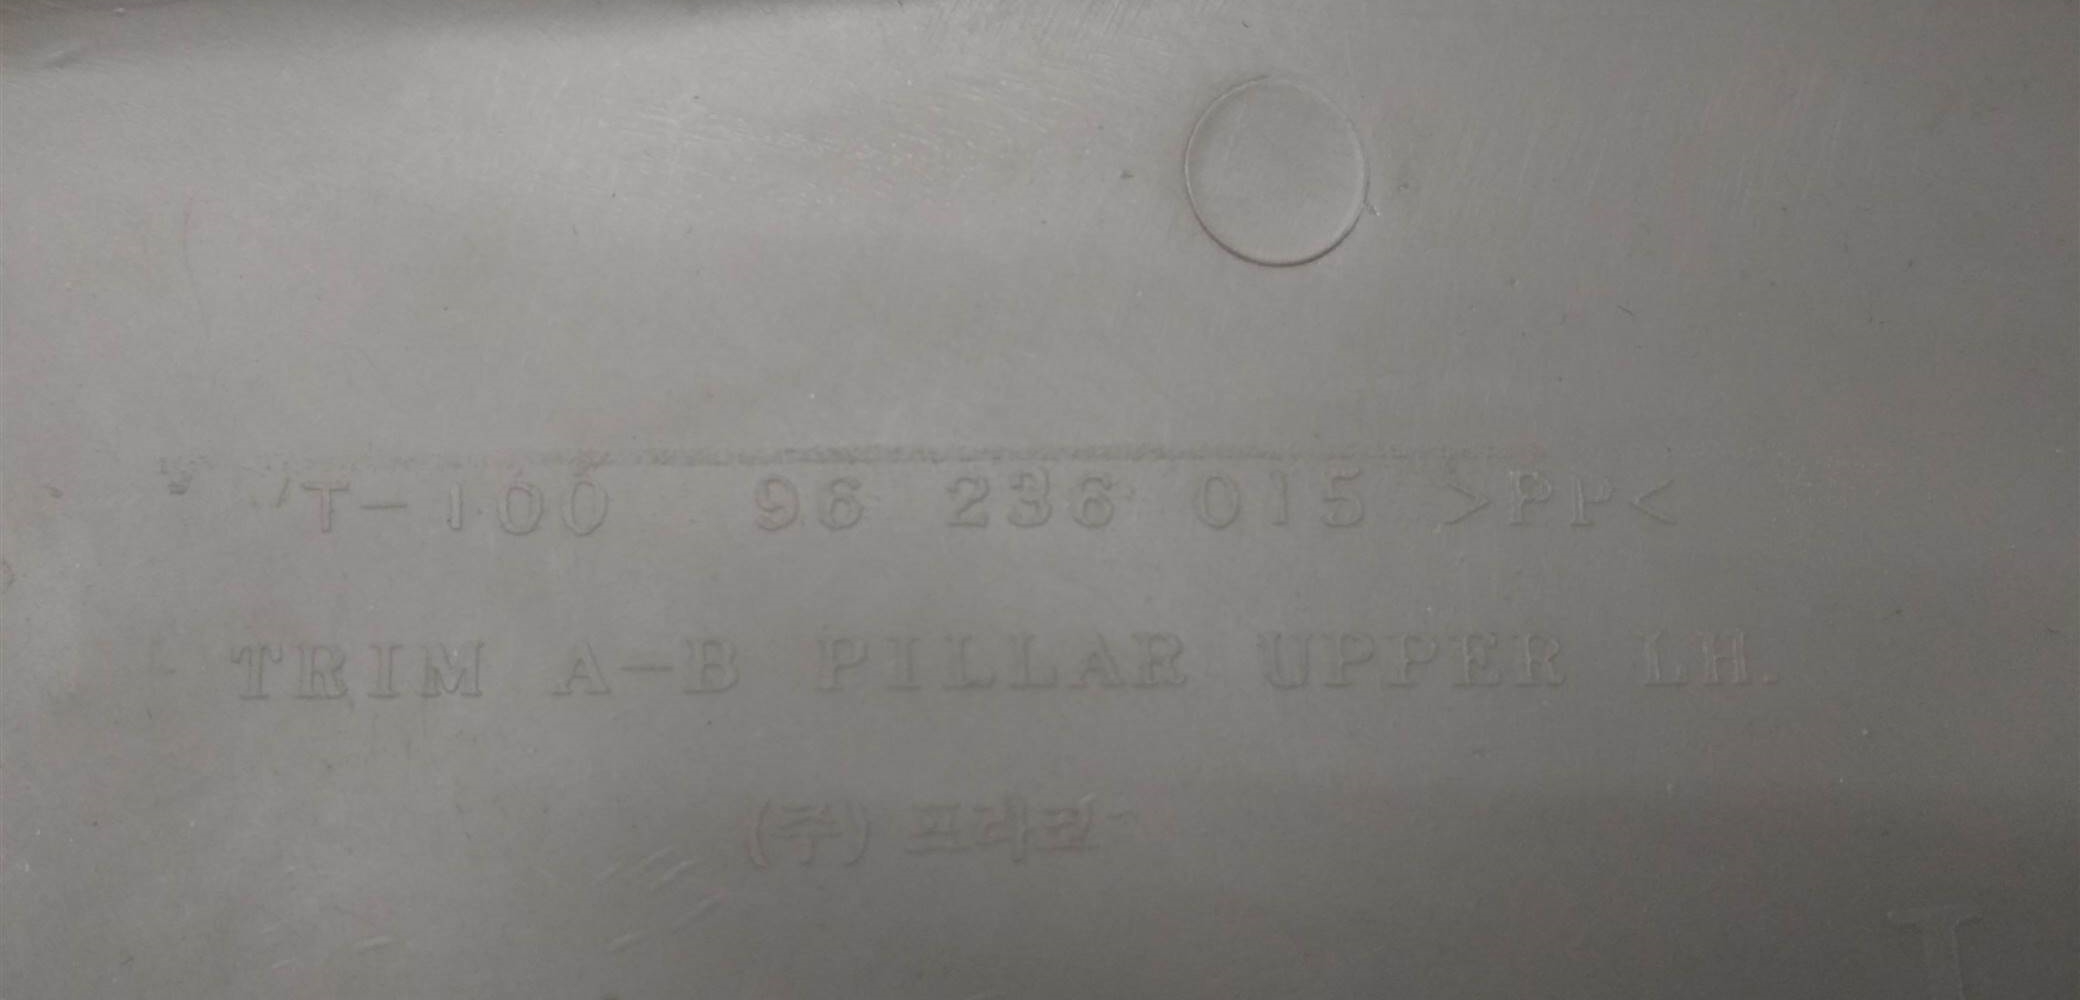 T-100 96 236 015 >PP<
TRIM A-B PILLAR UPPER LH.
(주) 프라코
I